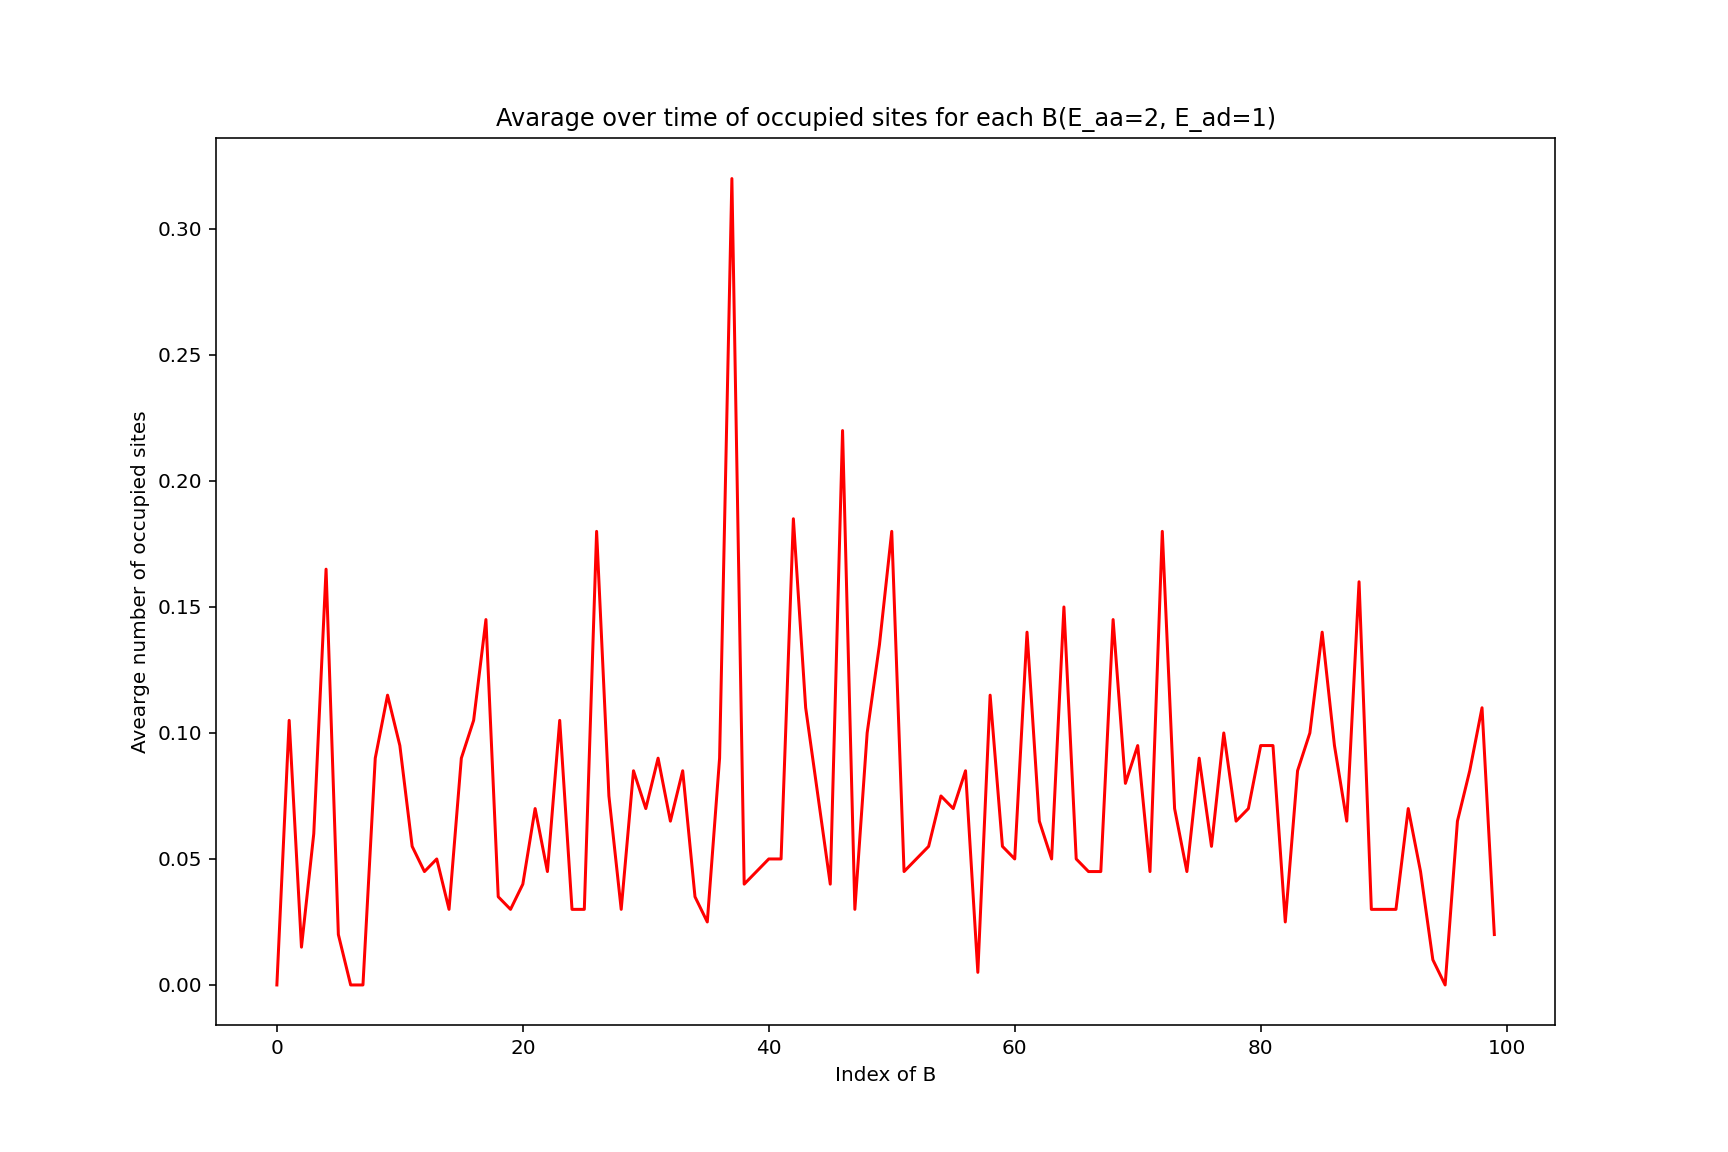 Avarage over time of occupied sites for each B(E_aa=2, E_ad=1)
Avearge number of occupied sites
0.30
0.25
0.20
0.15
0.10
0.05
0.00
0 20 40 60 80 100
Index of B